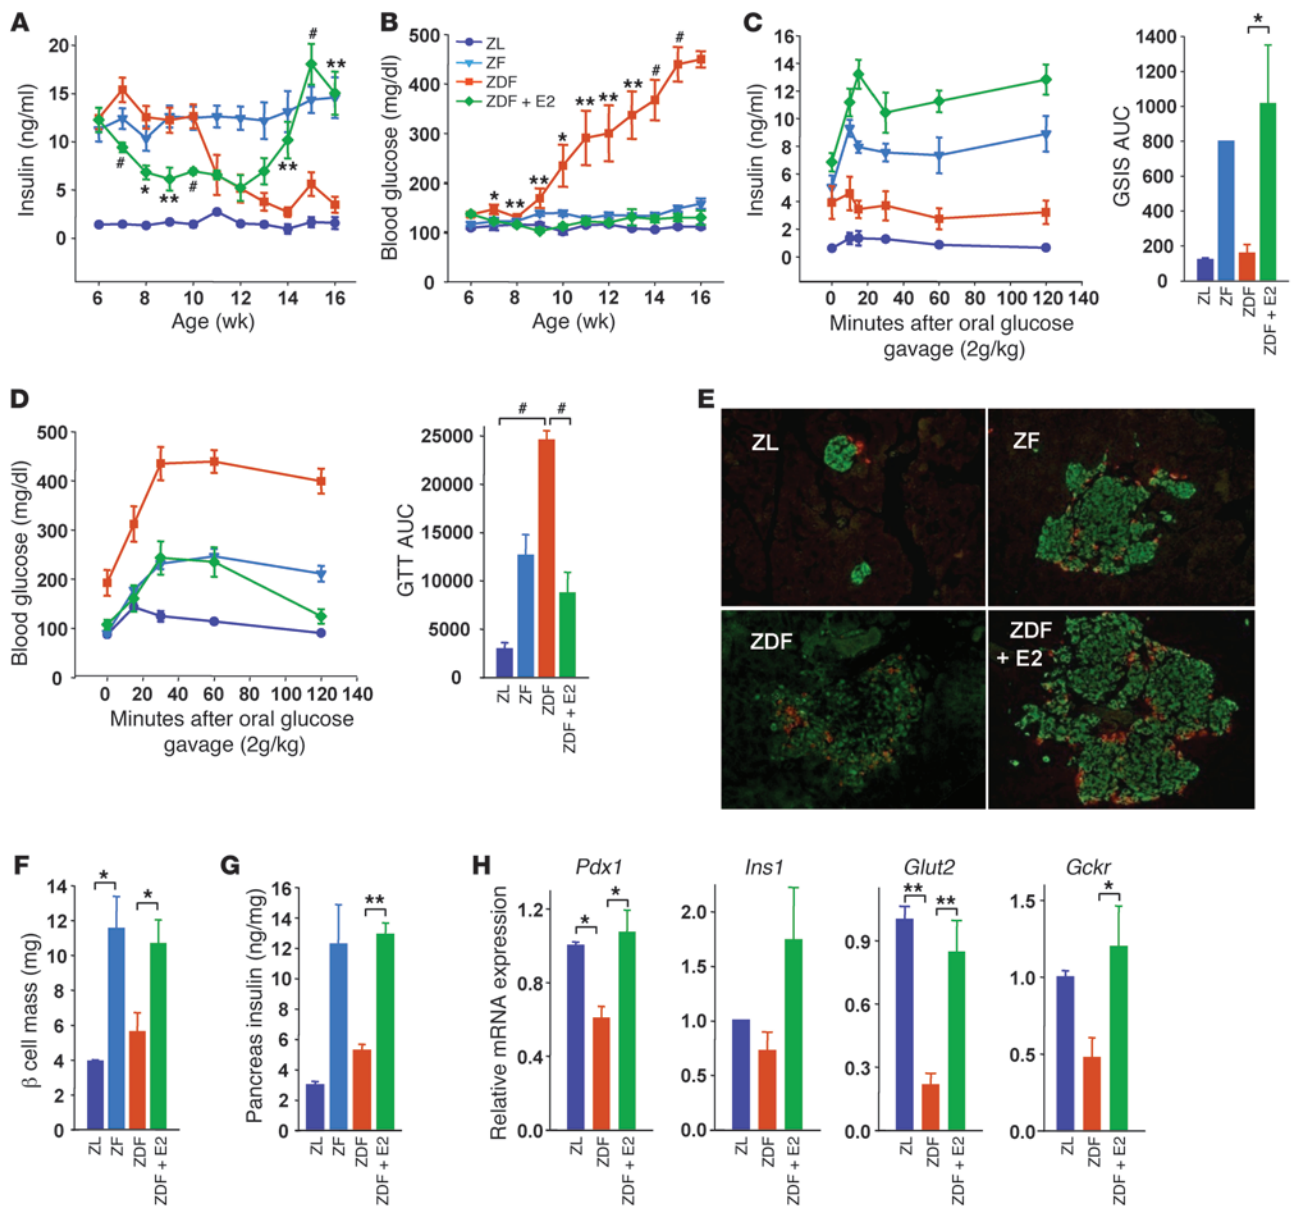 A
Insulin (ng/ml)
20
15
10
5
0
6 8 10 12 14 16
Age (wk)
#
*
**
#
**
#
**
B
Blood glucose (mg/dl)
500
400
300
200
100
0
6 8 10 12 14 16
Age (wk)
ZL
ZF
ZDF
ZDF + E2
*
**
**
*
**
**
**
#
#
C
Insulin (ng/ml)
16
14
12
10
8
6
4
2
0
0 20 40 60 80 100 120 140
Minutes after oral glucose
gavage (2g/kg)
GSIS AUC
1400
1200
1000
800
600
400
200
0
*
ZL
ZF
ZDF
ZDF + E2
D
Blood glucose (mg/dl)
500
400
300
200
100
0
0 20 40 60 80 100 120 140
Minutes after oral glucose
gavage (2g/kg)
GTT AUC
25000
20000
15000
10000
5000
0
# #
ZL
ZF
ZDF
ZDF + E2
E
ZL
ZF
ZDF
ZDF
+ E2
F
β cell mass (mg)
14
12
10
8
6
4
2
0
* *
ZL
ZF
ZDF
ZDF + E2
G
Pancreas insulin (ng/mg)
16
14
12
10
8
6
4
2
0
**
ZL
ZF
ZDF
ZDF + E2
H
Relative mRNA expression
Pdx1
1.2
0.8
0.4
0.0
* *
ZL
ZDF
ZDF + E2
Ins1
2.0
1.5
1.0
0.5
0.0
ZL
ZDF
ZDF + E2
Glut2
0.9
0.6
0.3
0.0
** **
ZL
ZDF
ZDF + E2
Gckr
1.5
1.0
0.5
0.0
*
ZL
ZDF
ZDF + E2